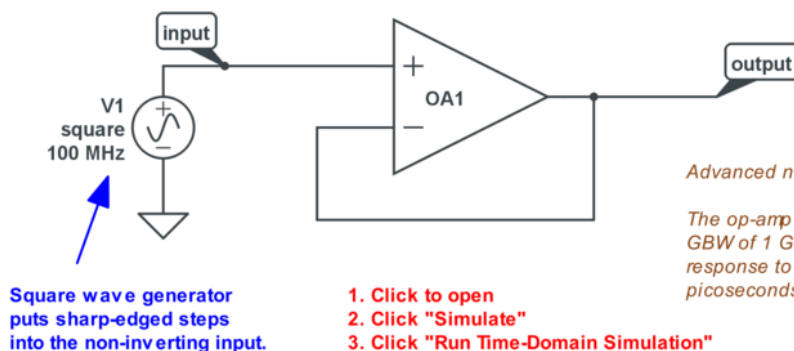 input
output
+
OA1
−
V1
square
100 MHz
+
−
Advanced n
The op-amp
GBW of 1 G
response to
picoseconds
Square wave generator
puts sharp-edged steps
into the non-inverting input.
1. Click to open
2. Click "Simulate"
3. Click "Run Time-Domain Simulation"